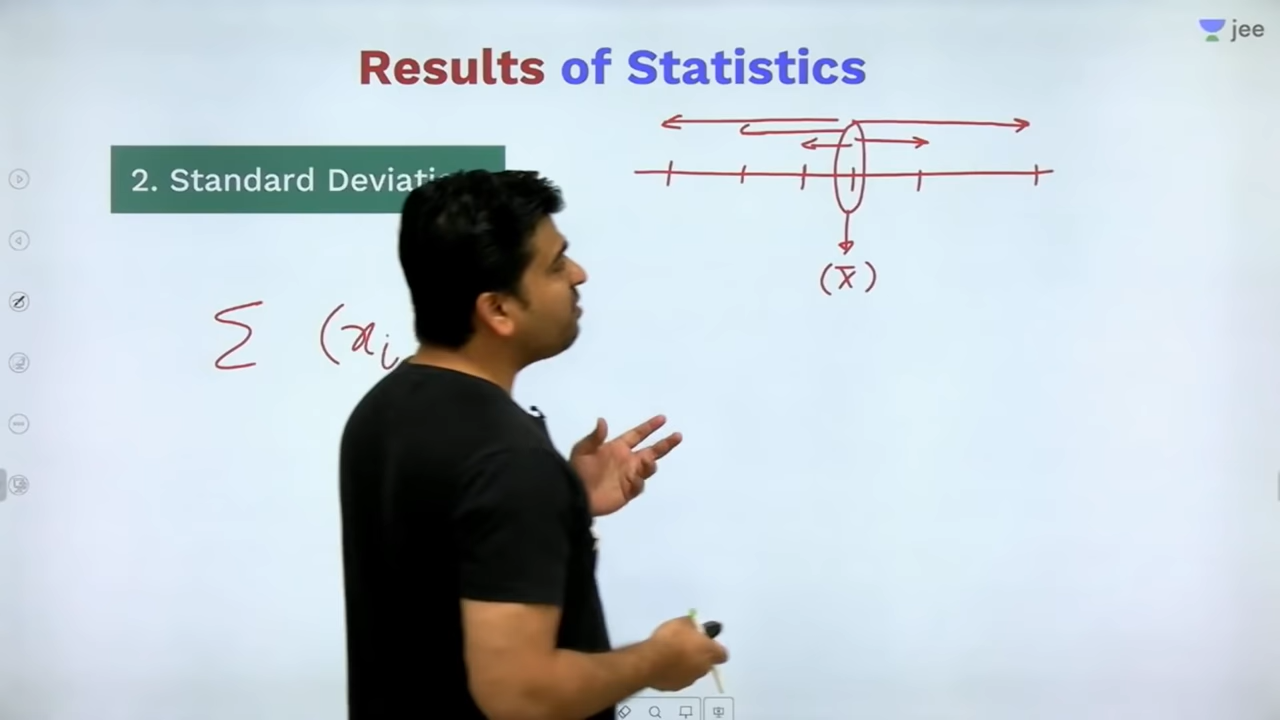 jee
Results of Statistics
2. Standard Deviati
(x̄)
Σ (xᵢ